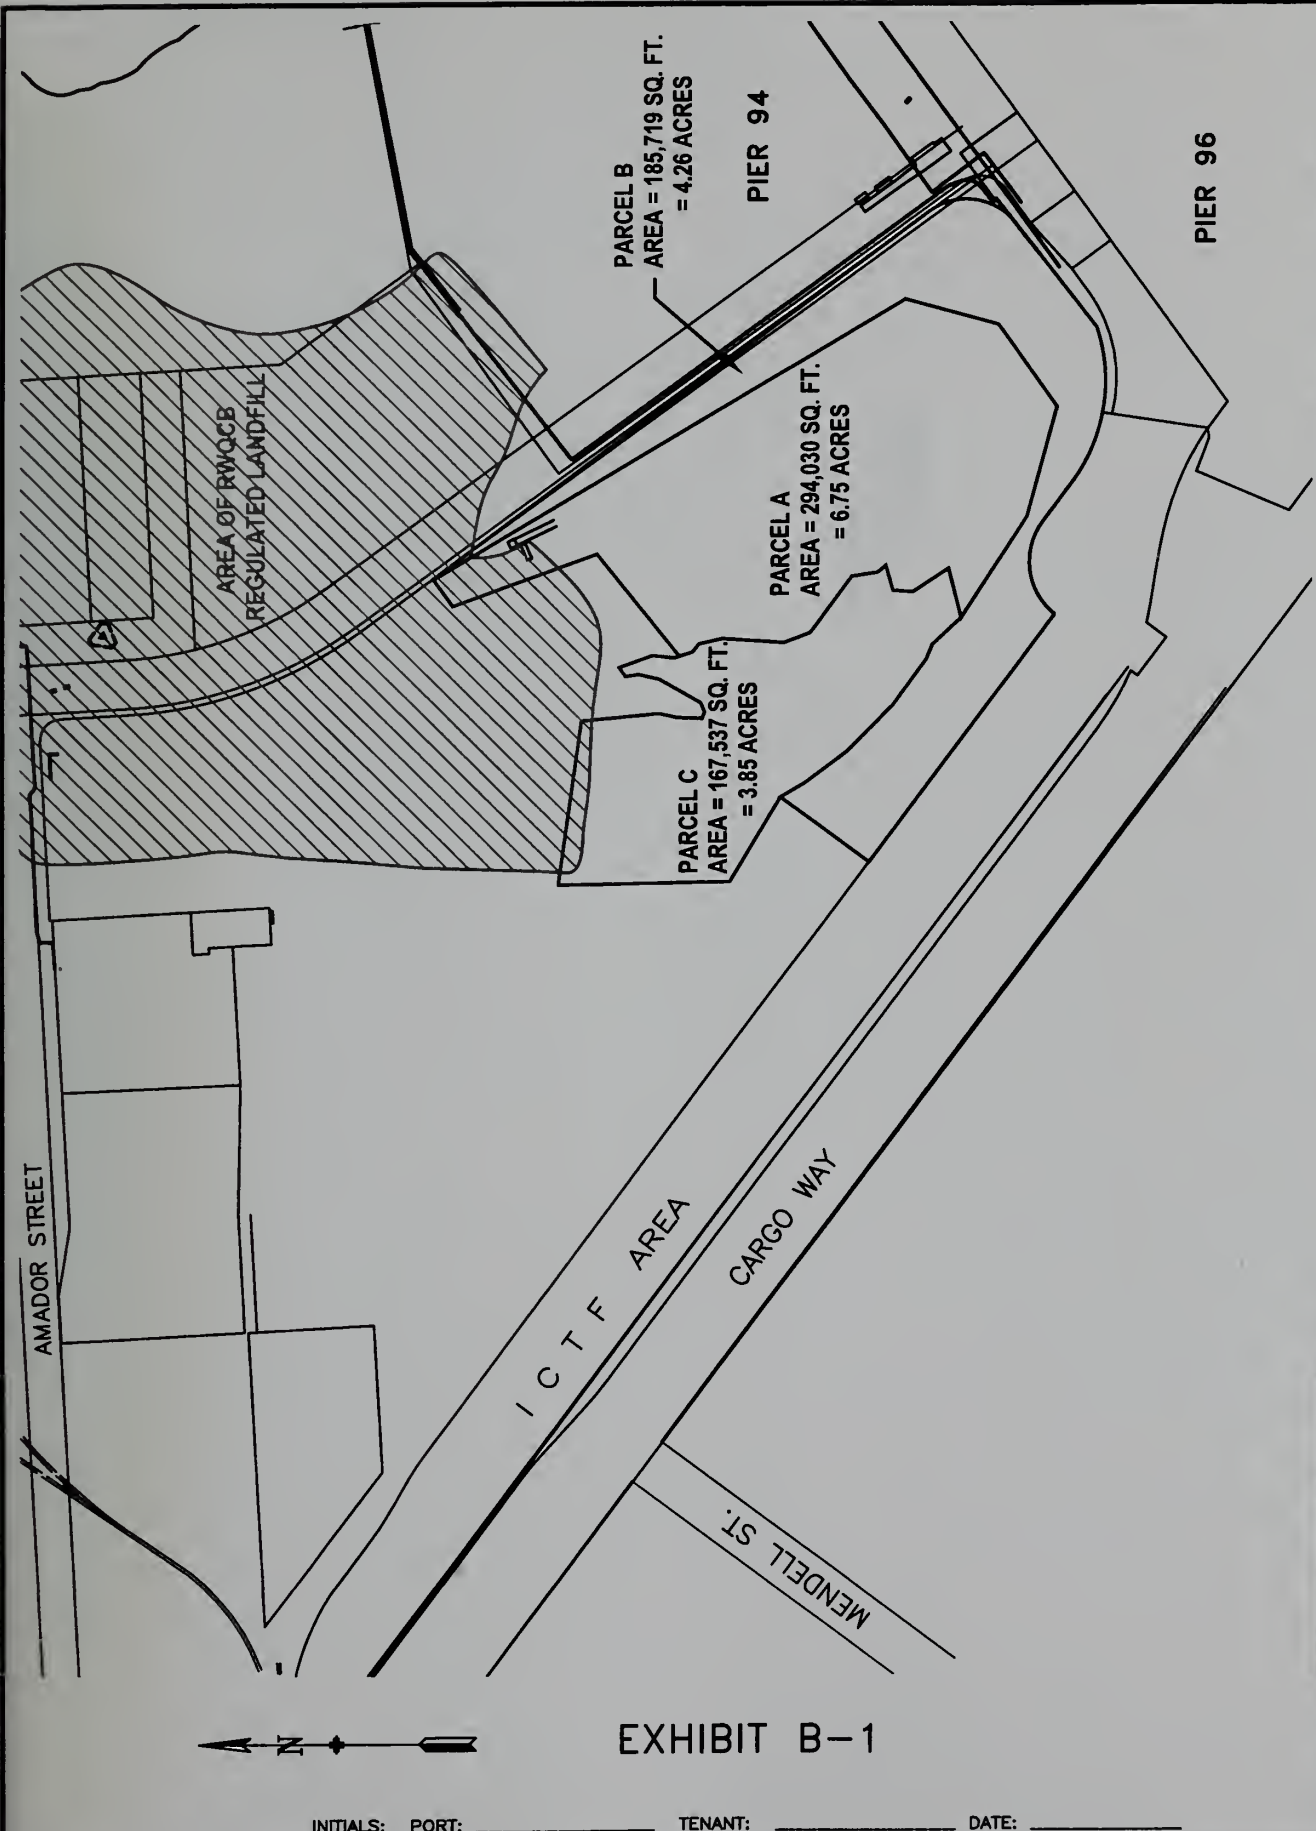 PARCEL B
AREA = 185,719 SQ. FT.
= 4.26 ACRES
PIER 94
PIER 96
AREA OF RWQCB
REGULATED LANDFILL
PARCEL A
AREA = 294,030 SQ. FT.
= 6.75 ACRES
PARCEL C
AREA = 167,537 SQ. FT.
= 3.85 ACRES
AMADOR STREET
I C T F AREA
CARGO WAY
MENDELL ST.
N
EXHIBIT B-1
INITIALS: PORT: TENANT: DATE: